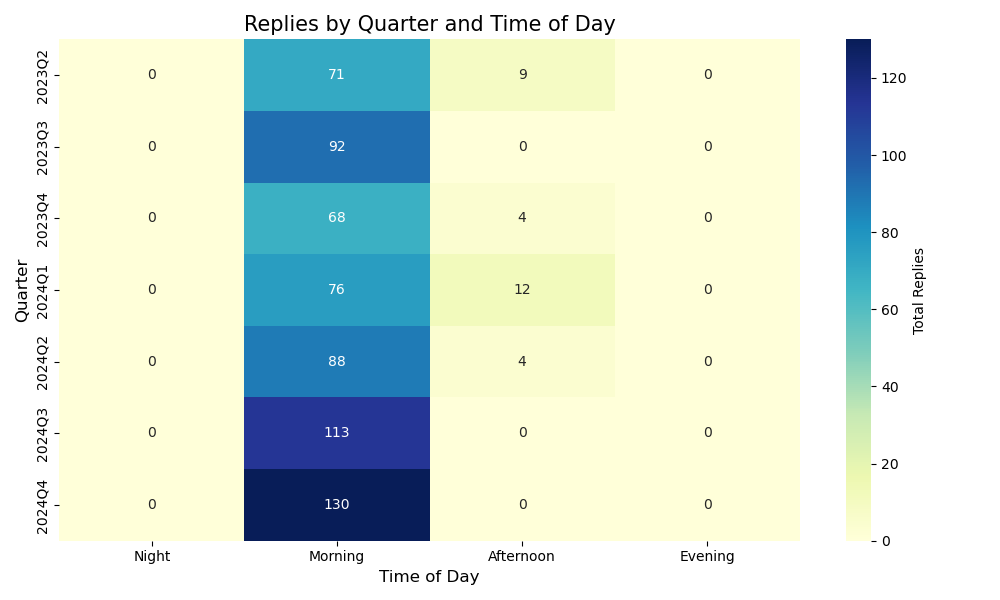 Replies by Quarter and Time of Day
Quarter
2023Q2 0 71 9 0
2023Q3 0 92 0 0
2023Q4 0 68 4 0
2024Q1 0 76 12 0
2024Q2 0 88 4 0
2024Q3 0 113 0 0
2024Q4 0 130 0 0
Night Morning Afternoon Evening
Time of Day
120
100
80
60
40
20
0
Total Replies